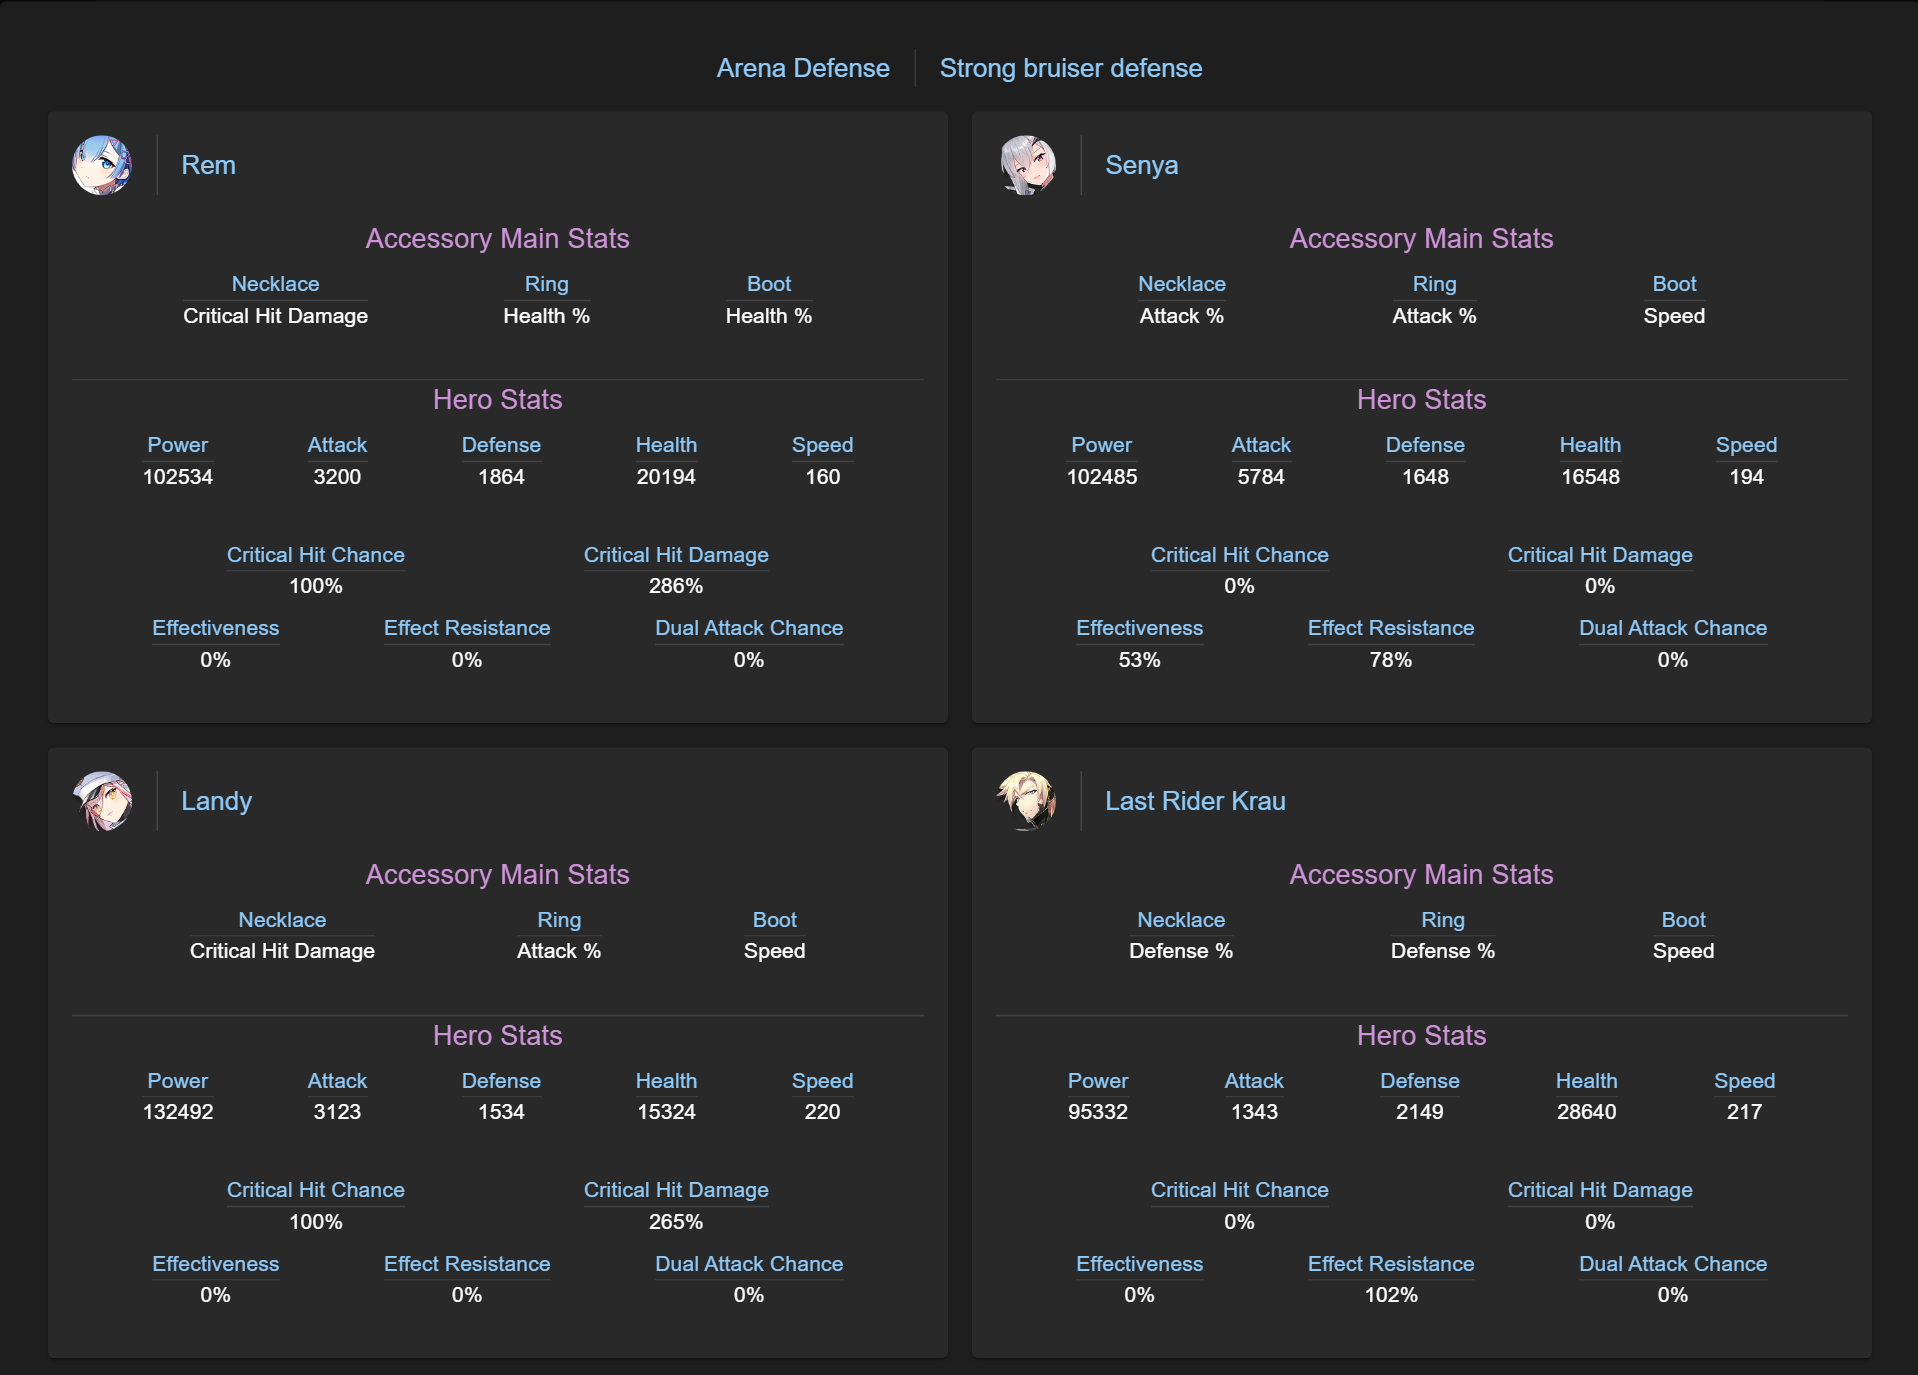 Arena Defense Strong bruiser defense
Rem
Accessory Main Stats
Necklace Ring Boot
Critical Hit Damage Health % Health %
Hero Stats
Power Attack Defense Health Speed
102534 3200 1864 20194 160
Critical Hit Chance Critical Hit Damage
100% 286%
Effectiveness Effect Resistance Dual Attack Chance
0% 0% 0%
Senya
Accessory Main Stats
Necklace Ring Boot
Attack % Attack % Speed
Hero Stats
Power Attack Defense Health Speed
102485 5784 1648 16548 194
Critical Hit Chance Critical Hit Damage
0% 0%
Effectiveness Effect Resistance Dual Attack Chance
53% 78% 0%
Landy
Accessory Main Stats
Necklace Ring Boot
Critical Hit Damage Attack % Speed
Hero Stats
Power Attack Defense Health Speed
132492 3123 1534 15324 220
Critical Hit Chance Critical Hit Damage
100% 265%
Effectiveness Effect Resistance Dual Attack Chance
0% 0% 0%
Last Rider Krau
Accessory Main Stats
Necklace Ring Boot
Defense % Defense % Speed
Hero Stats
Power Attack Defense Health Speed
95332 1343 2149 28640 217
Critical Hit Chance Critical Hit Damage
0% 0%
Effectiveness Effect Resistance Dual Attack Chance
0% 102% 0%